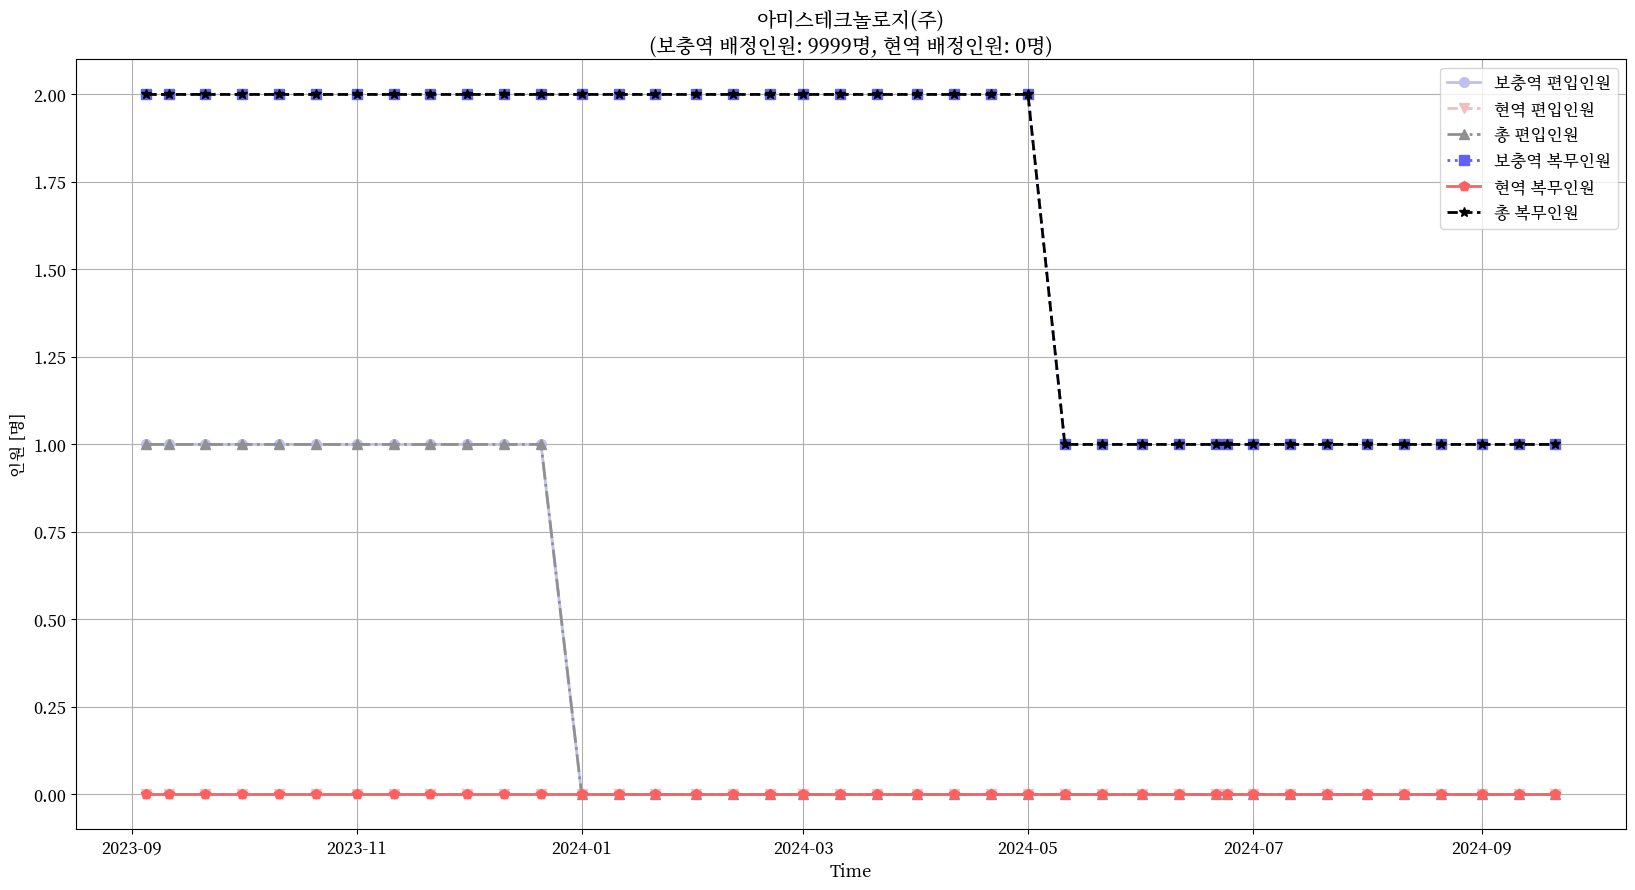 아미스테크놀로지(주)
(보충역 배정인원: 9999명, 현역 배정인원: 0명)
보충역 편입인원
현역 편입인원
총 편입인원
보충역 복무인원
현역 복무인원
총 복무인원
인원 [명]
2.00
1.75
1.50
1.25
1.00
0.75
0.50
0.25
0.00
2023-09 2023-11 2024-01 2024-03 2024-05 2024-07 2024-09
Time